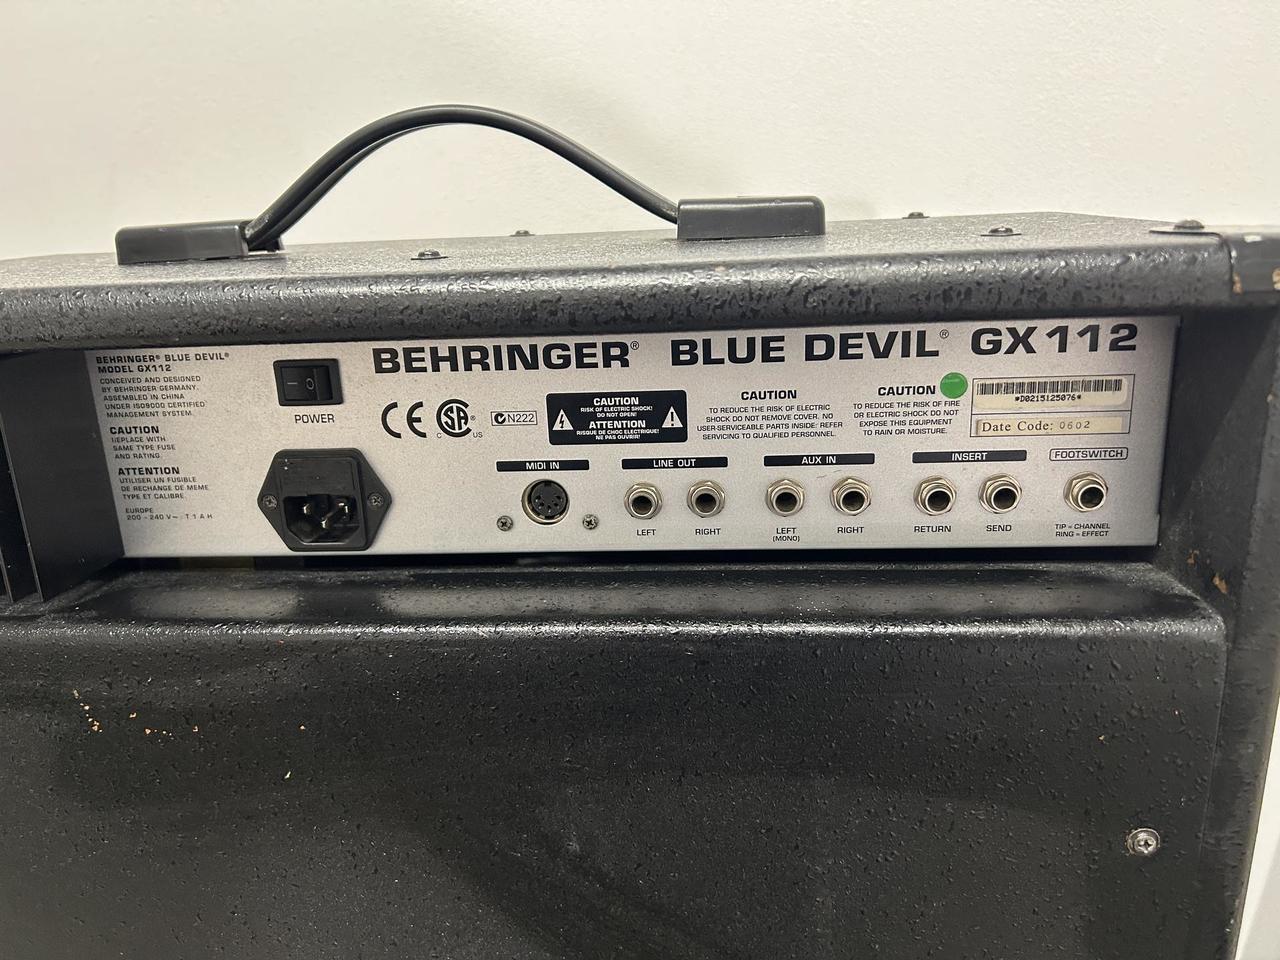 BEHRINGER® BLUE DEVIL®
MODEL GX112
CONCEIVED AND DESIGNED
BY BEHRINGER GERMANY.
ASSEMBLED IN CHINA
UNDER ISO9000 CERTIFIED
MANAGEMENT SYSTEM.
CAUTION
REPLACE WITH
SAME TYPE FUSE
AND RATING.
ATTENTION
UTILISER UN FUSIBLE
DE RECHANGE DE MEME
TYPE ET CALIBRE.
EUROPE
200 - 240 V~ T 1 A H
POWER
BEHRINGER® BLUE DEVIL® GX112
CE
C SA® US
N222
CAUTION
RISK OF ELECTRIC SHOCK!
DO NOT OPEN!
ATTENTION
RISQUE DE CHOC ELECTRIQUE!
NE PAS OUVRIR!
CAUTION
TO REDUCE THE RISK OF ELECTRIC
SHOCK DO NOT REMOVE COVER. NO
USER-SERVICEABLE PARTS INSIDE: REFER
SERVICING TO QUALIFIED PERSONNEL.
CAUTION
TO REDUCE THE RISK OF FIRE
OR ELECTRIC SHOCK DO NOT
EXPOSE THIS EQUIPMENT
TO RAIN OR MOISTURE.
*D0215125076*
Date Code: 0602
MIDI IN
LINE OUT
LEFT
RIGHT
AUX IN
LEFT
(MONO)
RIGHT
INSERT
RETURN
SEND
FOOTSWITCH
TIP = CHANNEL
RING = EFFECT